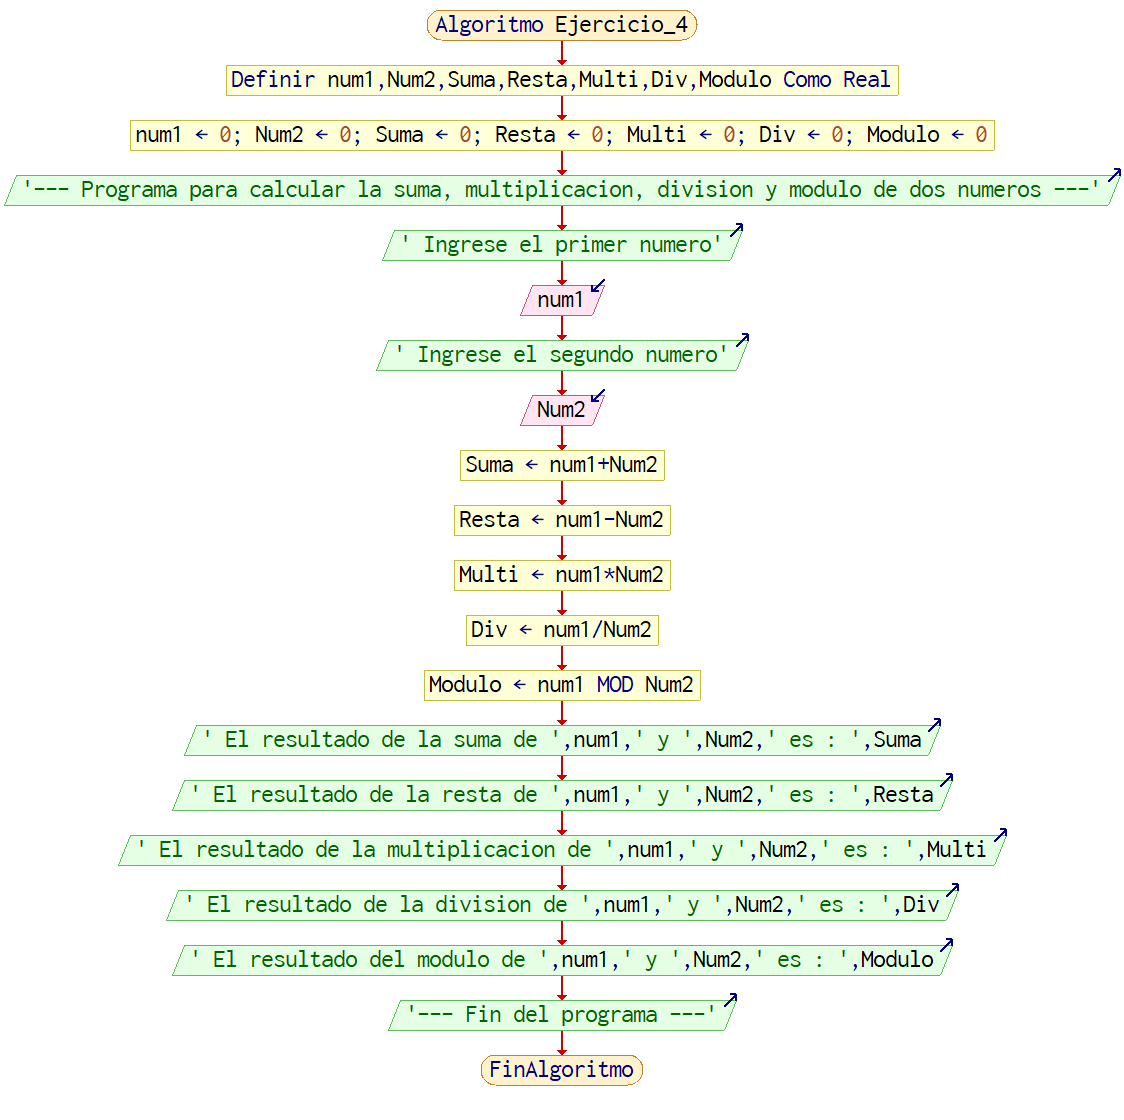 Algoritmo Ejercicio_4
Definir num1,Num2,Suma,Resta,Multi,Div,Modulo Como Real
num1 ← 0; Num2 ← 0; Suma ← 0; Resta ← 0; Multi ← 0; Div ← 0; Modulo ← 0
'--- Programa para calcular la suma, multiplicacion, division y modulo de dos numeros ---'
' Ingrese el primer numero'
num1
' Ingrese el segundo numero'
Num2
Suma ← num1+Num2
Resta ← num1-Num2
Multi ← num1*Num2
Div ← num1/Num2
Modulo ← num1 MOD Num2
' El resultado de la suma de ',num1,' y ',Num2,' es : ',Suma
' El resultado de la resta de ',num1,' y ',Num2,' es : ',Resta
' El resultado de la multiplicacion de ',num1,' y ',Num2,' es : ',Multi
' El resultado de la division de ',num1,' y ',Num2,' es : ',Div
' El resultado del modulo de ',num1,' y ',Num2,' es : ',Modulo
'--- Fin del programa ---'
FinAlgoritmo